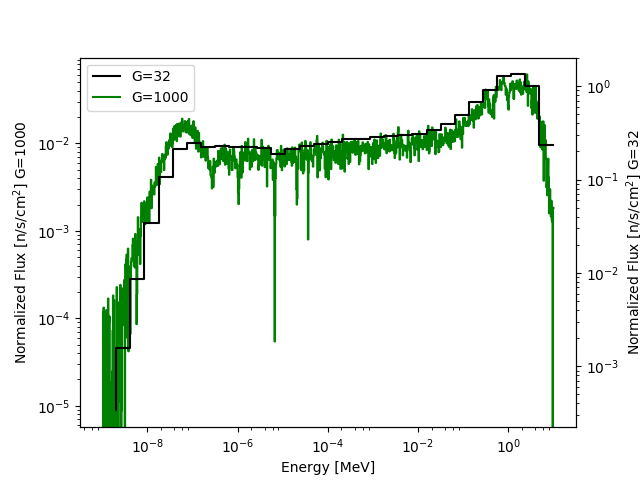 G=32
G=1000
Normalized Flux [n/s/cm²] G=1000
10⁻²
10⁻³
10⁻⁴
10⁻⁵
10⁰
10⁻¹
10⁻²
10⁻³
Normalized Flux [n/s/cm²] G=32
10⁻⁸
10⁻⁶
10⁻⁴
10⁻²
10⁰
Energy [MeV]